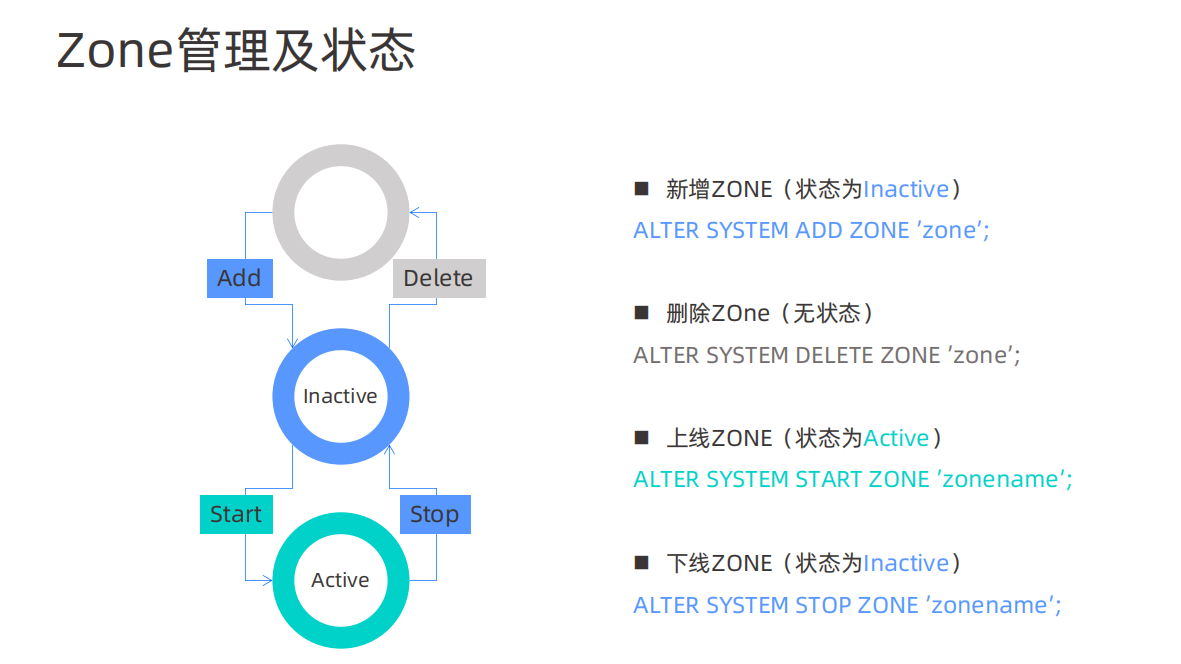 Zone管理及状态
Add
Delete
Inactive
Start
Stop
Active
■ 新增ZONE（状态为Inactive）
ALTER SYSTEM ADD ZONE ’zone’;
■ 删除ZOne（无状态）
ALTER SYSTEM DELETE ZONE ’zone’;
■ 上线ZONE（状态为Active）
ALTER SYSTEM START ZONE ’zonename’;
■ 下线ZONE（状态为Inactive）
ALTER SYSTEM STOP ZONE ’zonename’;